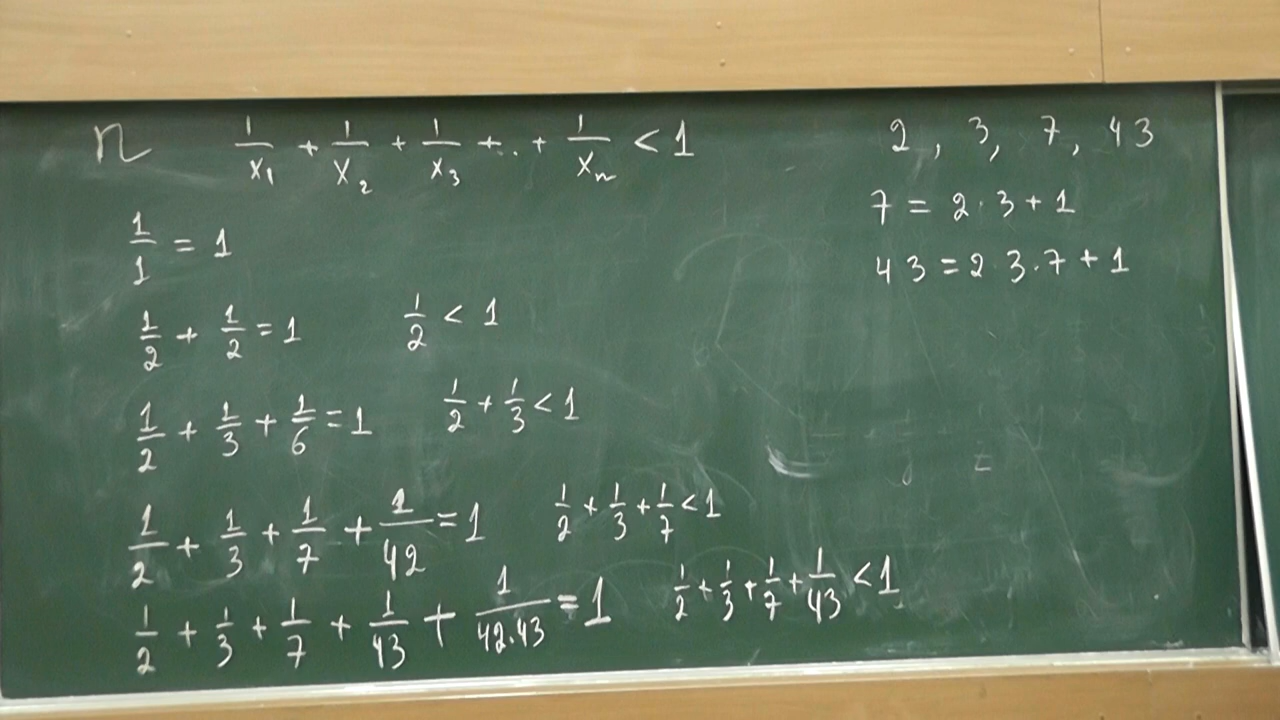 n 1/x₁ + 1/x₂ + 1/x₃ + .. + 1/xₙ < 1
1/1 = 1
1/2 + 1/2 = 1 1/2 < 1
1/2 + 1/3 + 1/6 = 1 1/2 + 1/3 < 1
1/2 + 1/3 + 1/7 + 1/42 = 1 1/2 + 1/3 + 1/7 < 1
1/2 + 1/3 + 1/7 + 1/43 + 1/42·43 = 1 1/2 + 1/3 + 1/7 + 1/43 < 1
2, 3, 7, 43
7 = 2·3 + 1
43 = 2·3·7 + 1